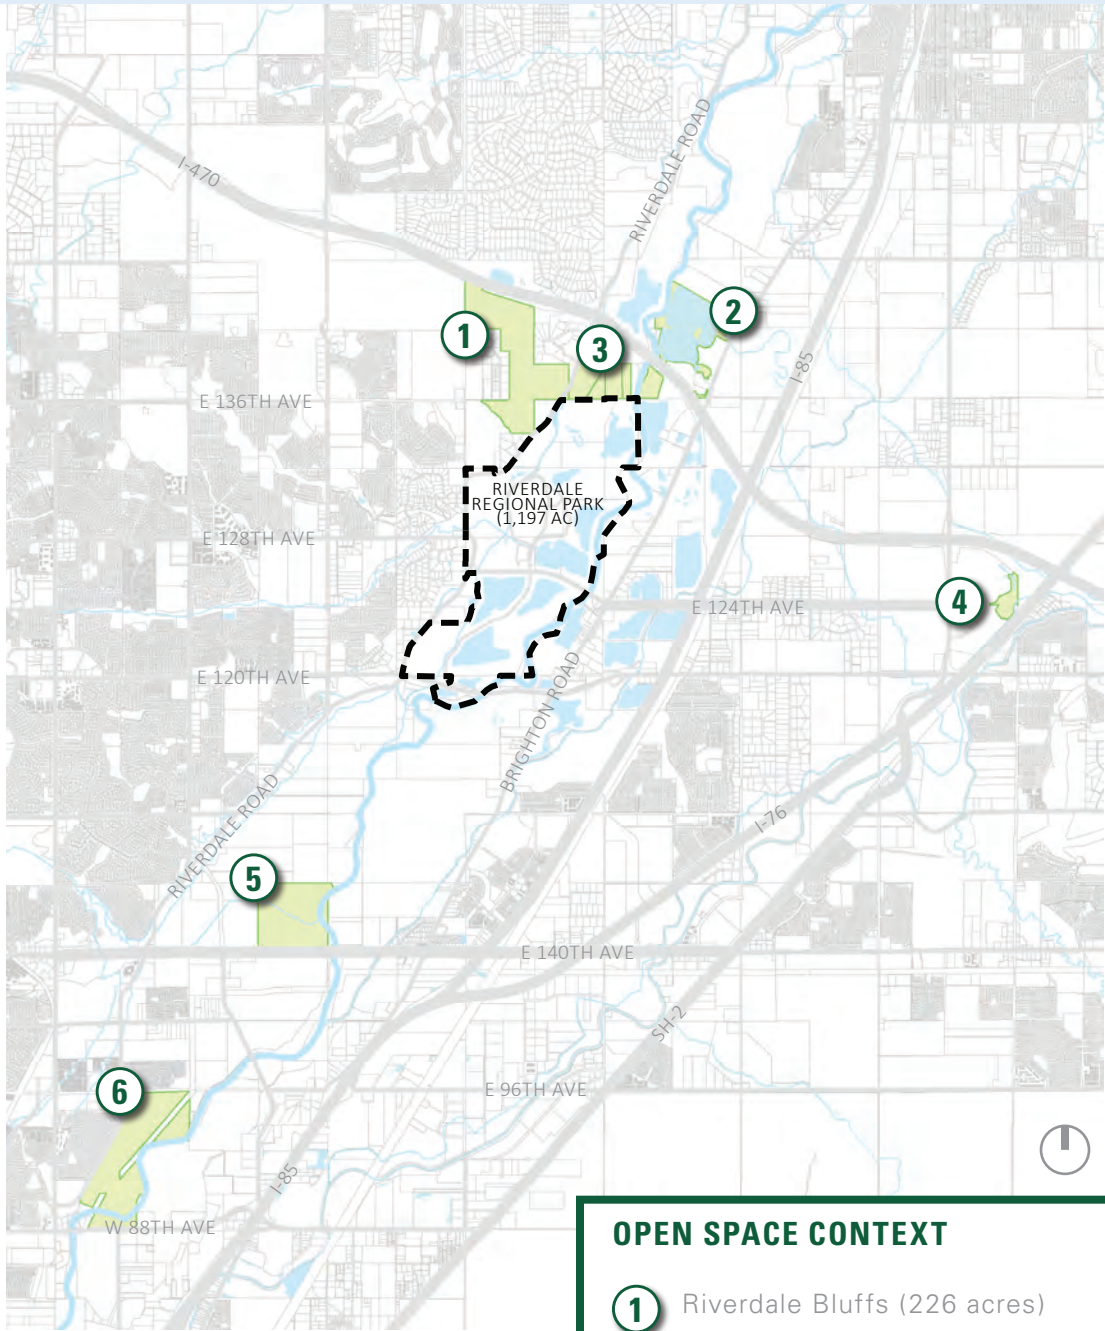 RIVERDALE ROAD
I-470
2
1
3
I-85
E 136TH AVE
RIVERDALE
REGIONAL PARK
(1,197 AC)
E 128TH AVE
4
E 124TH AVE
E 120TH AVE
BRIGHTON ROAD
RIVERDALE ROAD
I-76
5
E 140TH AVE
SH-2
6
E 96TH AVE
I-85
W 88TH AVE
OPEN SPACE CONTEXT
1 Riverdale Bluffs (226 acres)